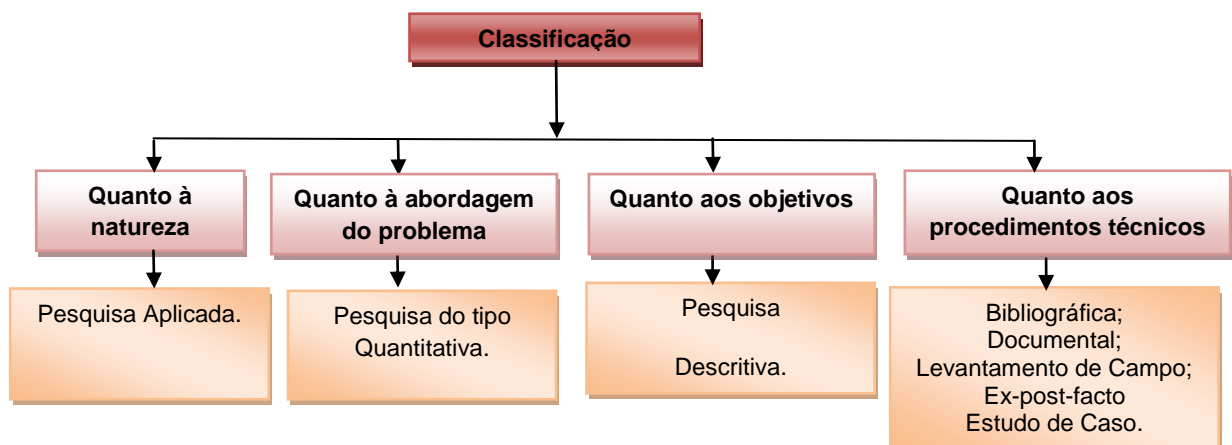 Classificação
Quanto à
natureza
Quanto à abordagem
do problema
Quanto aos objetivos
Quanto aos
procedimentos técnicos
Pesquisa Aplicada.
Pesquisa do tipo
Quantitativa.
Pesquisa
Descritiva.
Bibliográfica;
Documental;
Levantamento de Campo;
Ex-post-facto
Estudo de Caso.